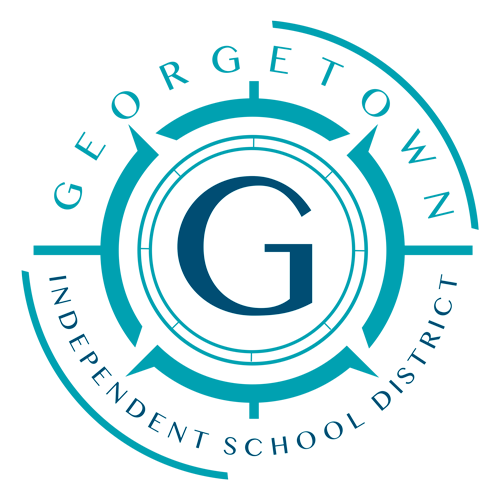 GEORGETOWN
G
INDEPENDENT SCHOOL DISTRICT